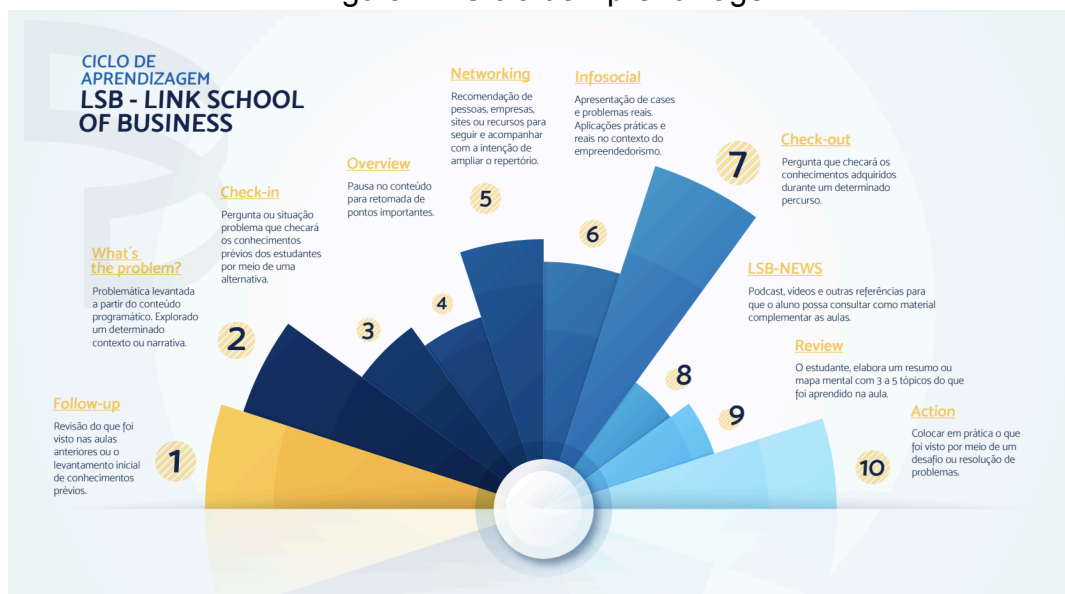 CICLO DE
APRENDIZAGEM
LSB - LINK SCHOOL
OF BUSINESS
Follow-up
Revisão do que foi
visto nas aulas
anteriores ou o
levantamento inicial
de conhecimentos
prévios.
1
What's
the problem?
Problemática levantada
a partir do conteúdo
programático. Explorado
um determinado
contexto ou narrativa.
2
Check-in
Pergunta ou situação
problema que checará
os conhecimentos
prévios dos estudantes
por meio de uma
alternativa.
3
Overview
Pausa no conteúdo
para retomada de
pontos importantes.
4
Networking
Recomendação de
pessoas, empresas,
sites ou recursos para
seguir e acompanhar
com a intenção de
ampliar o repertório.
5
Infosocial
Apresentação de cases
e problemas reais.
Aplicações práticas e
reais no contexto do
empreendedorismo.
6
7
Check-out
Pergunta que checará os
conhecimentos adquiridos
durante um determinado
percurso.
LSB-NEWS
Podcast, vídeos e outras referências para
que o aluno possa consultar como material
complementar as aulas.
8
Review
O estudante, elabora um resumo ou
mapa mental com 3 a 5 tópicos do que
foi aprendido na aula.
9
Action
Colocar em prática o que
foi visto por meio de um
desafio ou resolução de
problemas.
10